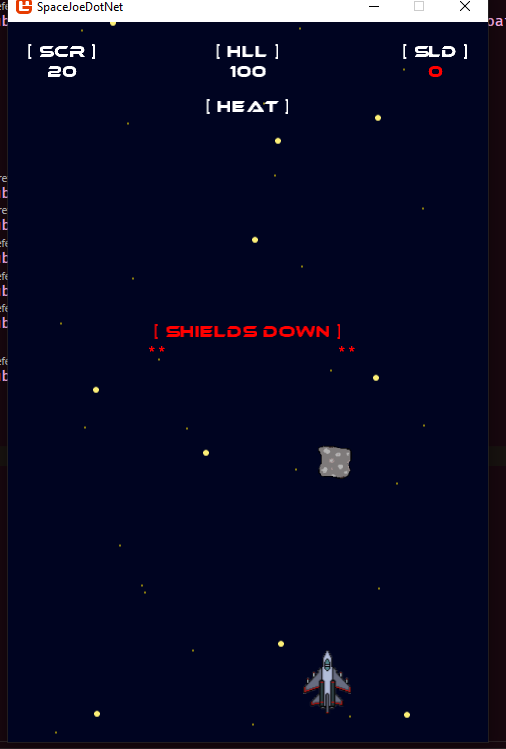 SpaceJoeDotNet
[ SCR ] [ HLL ] [ SLD ]
20 100 0
[ HEAT ]
[ SHIELDS DOWN ]
** **